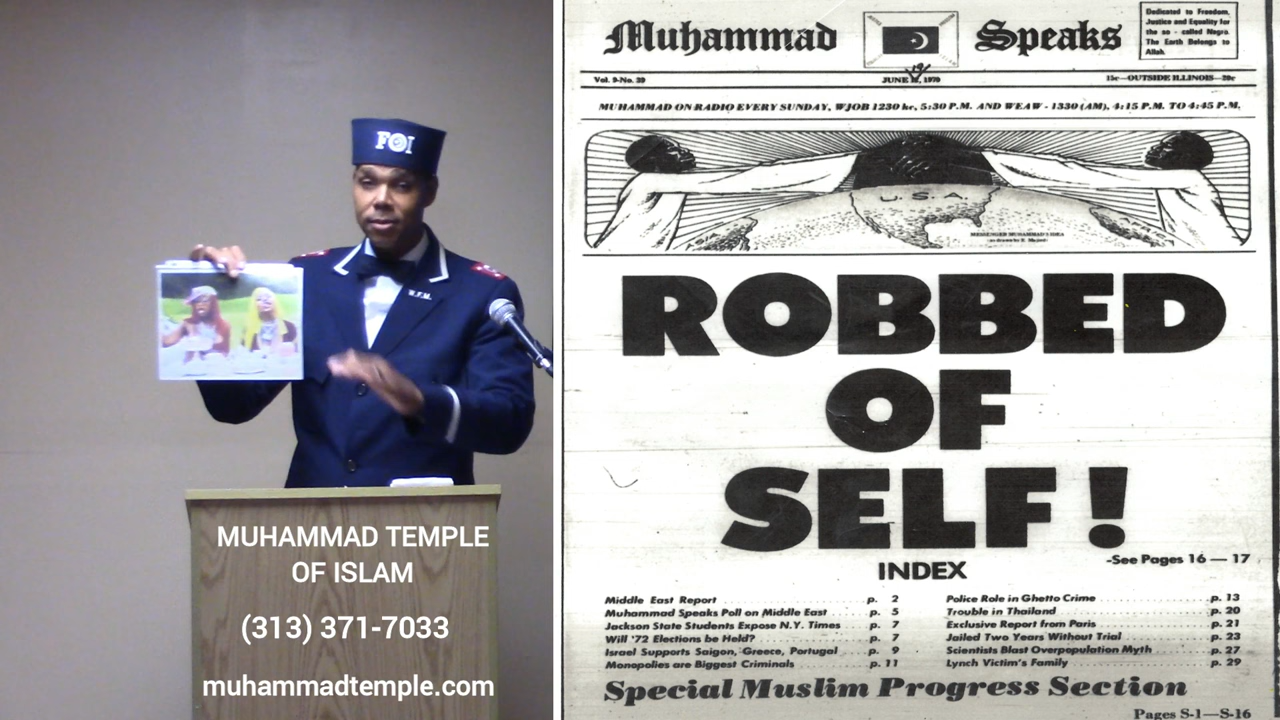 FOI
W.F.M.
MUHAMMAD TEMPLE
OF ISLAM
(313) 371-7033
muhammadtemple.com
Muhammad Speaks
Dedicated to Freedom,
Justice and Equality for
the so - called Negro.
The Earth Belongs to
Allah.
Vol. 9-No. 39
JUNE 1970
19
15c—OUTSIDE ILLINOIS—20c
MUHAMMAD ON RADIO EVERY SUNDAY, WJOB 1230 kc, 5:30 P.M. AND WEAW - 1330 (AM), 4:15 P.M. TO 4:45 P.M,
U.S.A.
MESSENGER MUHAMMAD'S IDEA
as drawn by E. Majied
ROBBED
OF
SELF!
-See Pages 16 — 17
INDEX
Middle East Report p. 2
Muhammad Speaks Poll on Middle East p. 5
Jackson State Students Expose N.Y. Times p. 7
Will '72 Elections be Held? p. 7
Israel Supports Saigon, Greece, Portugal p. 9
Monopolies are Biggest Criminals p. 11
Police Role in Ghetto Crime p. 13
Trouble in Thailand p. 20
Exclusive Report from Paris p. 21
Jailed Two Years Without Trial p. 23
Scientists Blast Overpopulation Myth p. 27
Lynch Victim's Family p. 29
Special Muslim Progress Section
Pages S-1—S-16